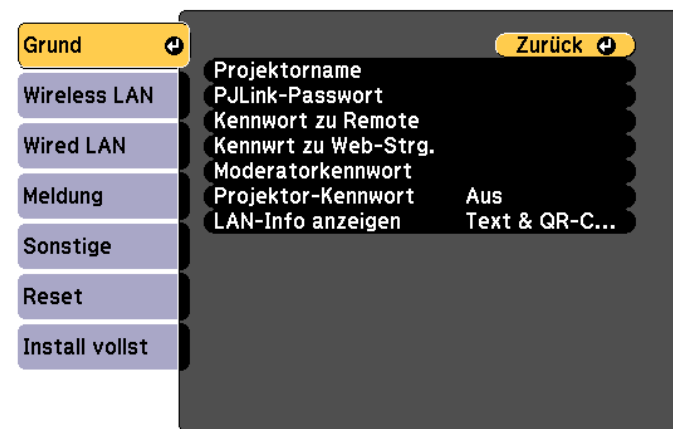 Grund
Wireless LAN
Wired LAN
Meldung
Sonstige
Reset
Install vollst
Zurück
Projektorname
PJLink-Passwort
Kennwort zu Remote
Kennwrt zu Web-Strg.
Moderatorkennwort
Projektor-Kennwort Aus
LAN-Info anzeigen Text & QR-C...